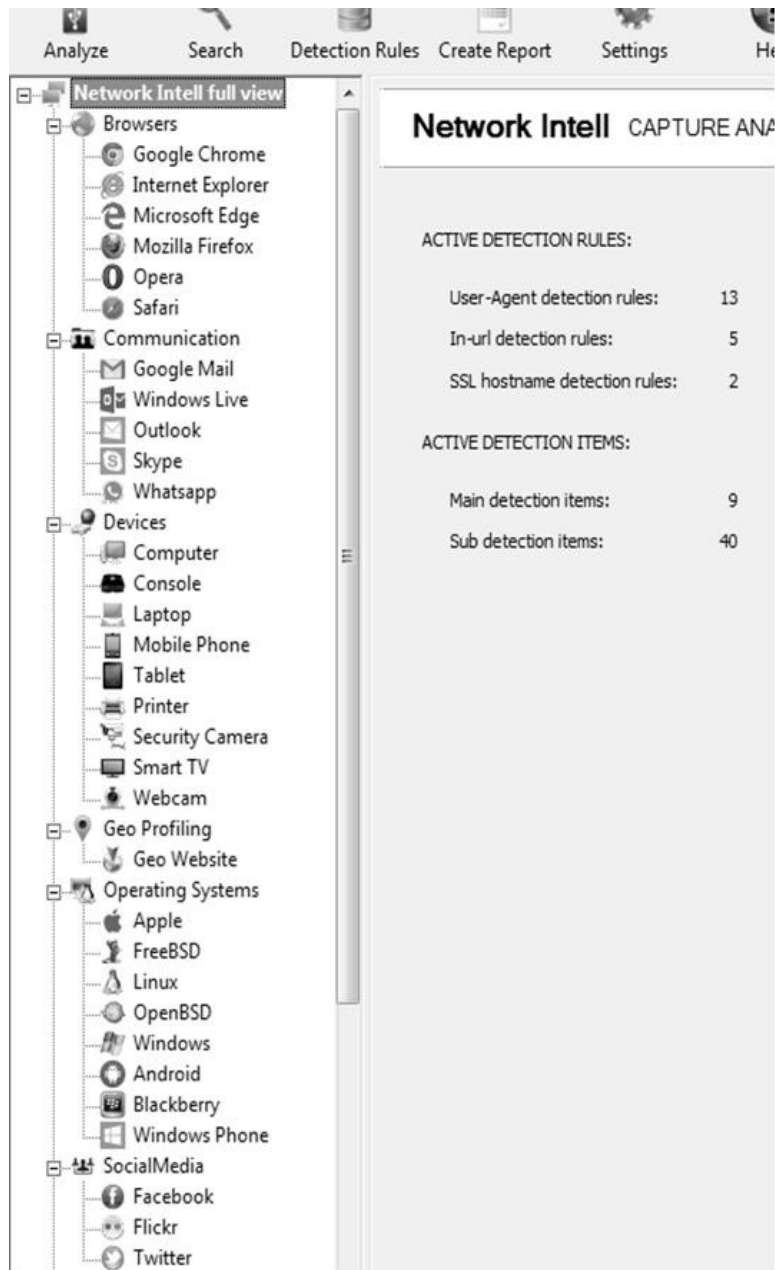 Analyze Search Detection Rules Create Report Settings
Network Intell full view
Browsers
Google Chrome
Internet Explorer
Microsoft Edge
Mozilla Firefox
Opera
Safari
Communication
Google Mail
Windows Live
Outlook
Skype
Whatsapp
Devices
Computer
Console
Laptop
Mobile Phone
Tablet
Printer
Security Camera
Smart TV
Webcam
Geo Profiling
Geo Website
Operating Systems
Apple
FreeBSD
Linux
OpenBSD
Windows
Android
Blackberry
Windows Phone
SocialMedia
Facebook
Flickr
Twitter
Network Intell CAPTURE
ACTIVE DETECTION RULES:
User-Agent detection rules: 13
In-url detection rules: 5
SSL hostname detection rules: 2
ACTIVE DETECTION ITEMS:
Main detection items: 9
Sub detection items: 40